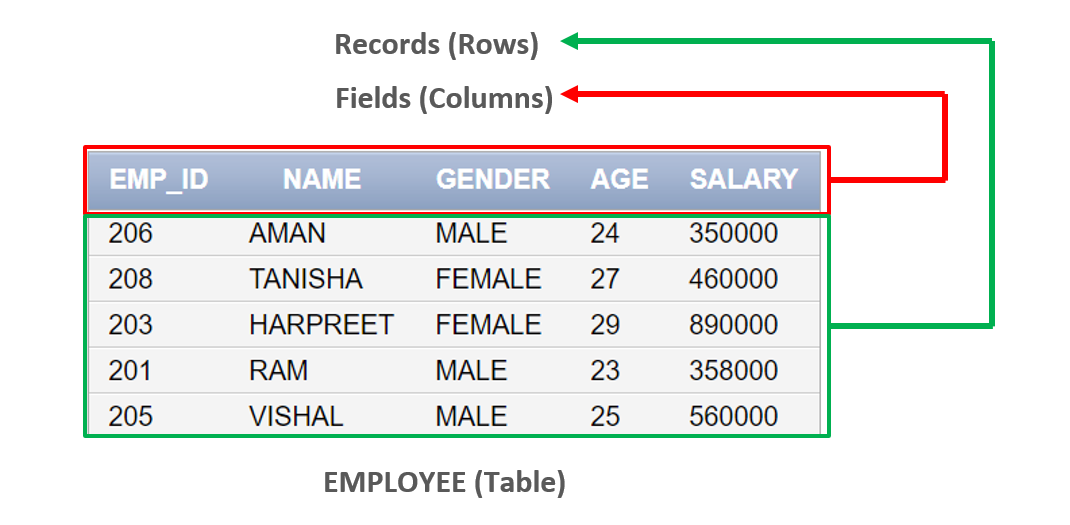 Records (Rows)
Fields (Columns)
EMP_ID NAME GENDER AGE SALARY
206 AMAN MALE 24 350000
208 TANISHA FEMALE 27 460000
203 HARPREET FEMALE 29 890000
201 RAM MALE 23 358000
205 VISHAL MALE 25 560000
EMPLOYEE (Table)